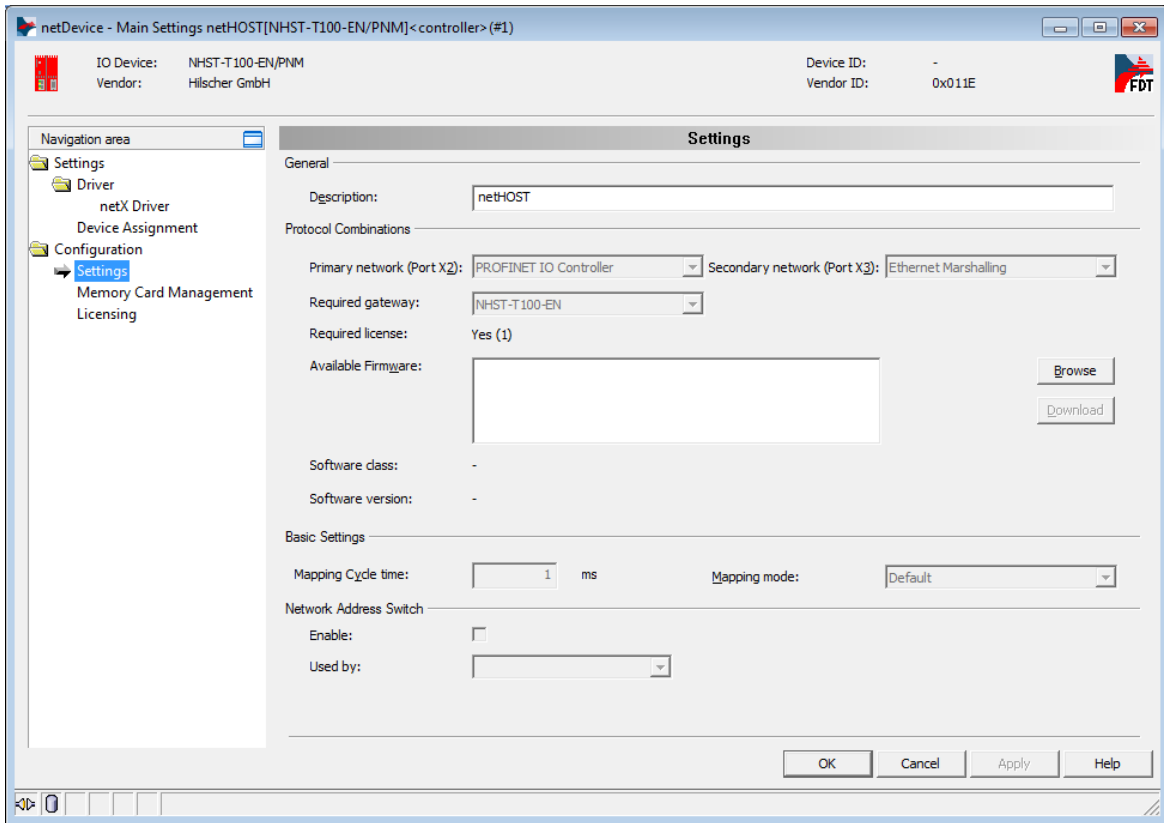 netDevice - Main Settings netHOST[NHST-T100-EN/PNM]<controller>(#1)
IO Device: NHST-T100-EN/PNM Device ID: -
Vendor: Hilscher GmbH Vendor ID: 0x011E
FDT
Navigation area
Settings
Driver
netX Driver
Device Assignment
Configuration
Settings
Memory Card Management
Licensing
Settings
General
Description: netHOST
Protocol Combinations
Primary network (Port X2): PROFINET IO Controller Secondary network (Port X3): Ethernet Marshalling
Required gateway: NHST-T100-EN
Required license: Yes (1)
Available Firmware:
Browse
Download
Software class: -
Software version: -
Basic Settings
Mapping Cycle time: 1 ms Mapping mode: Default
Network Address Switch
Enable:
Used by:
OK Cancel Apply Help